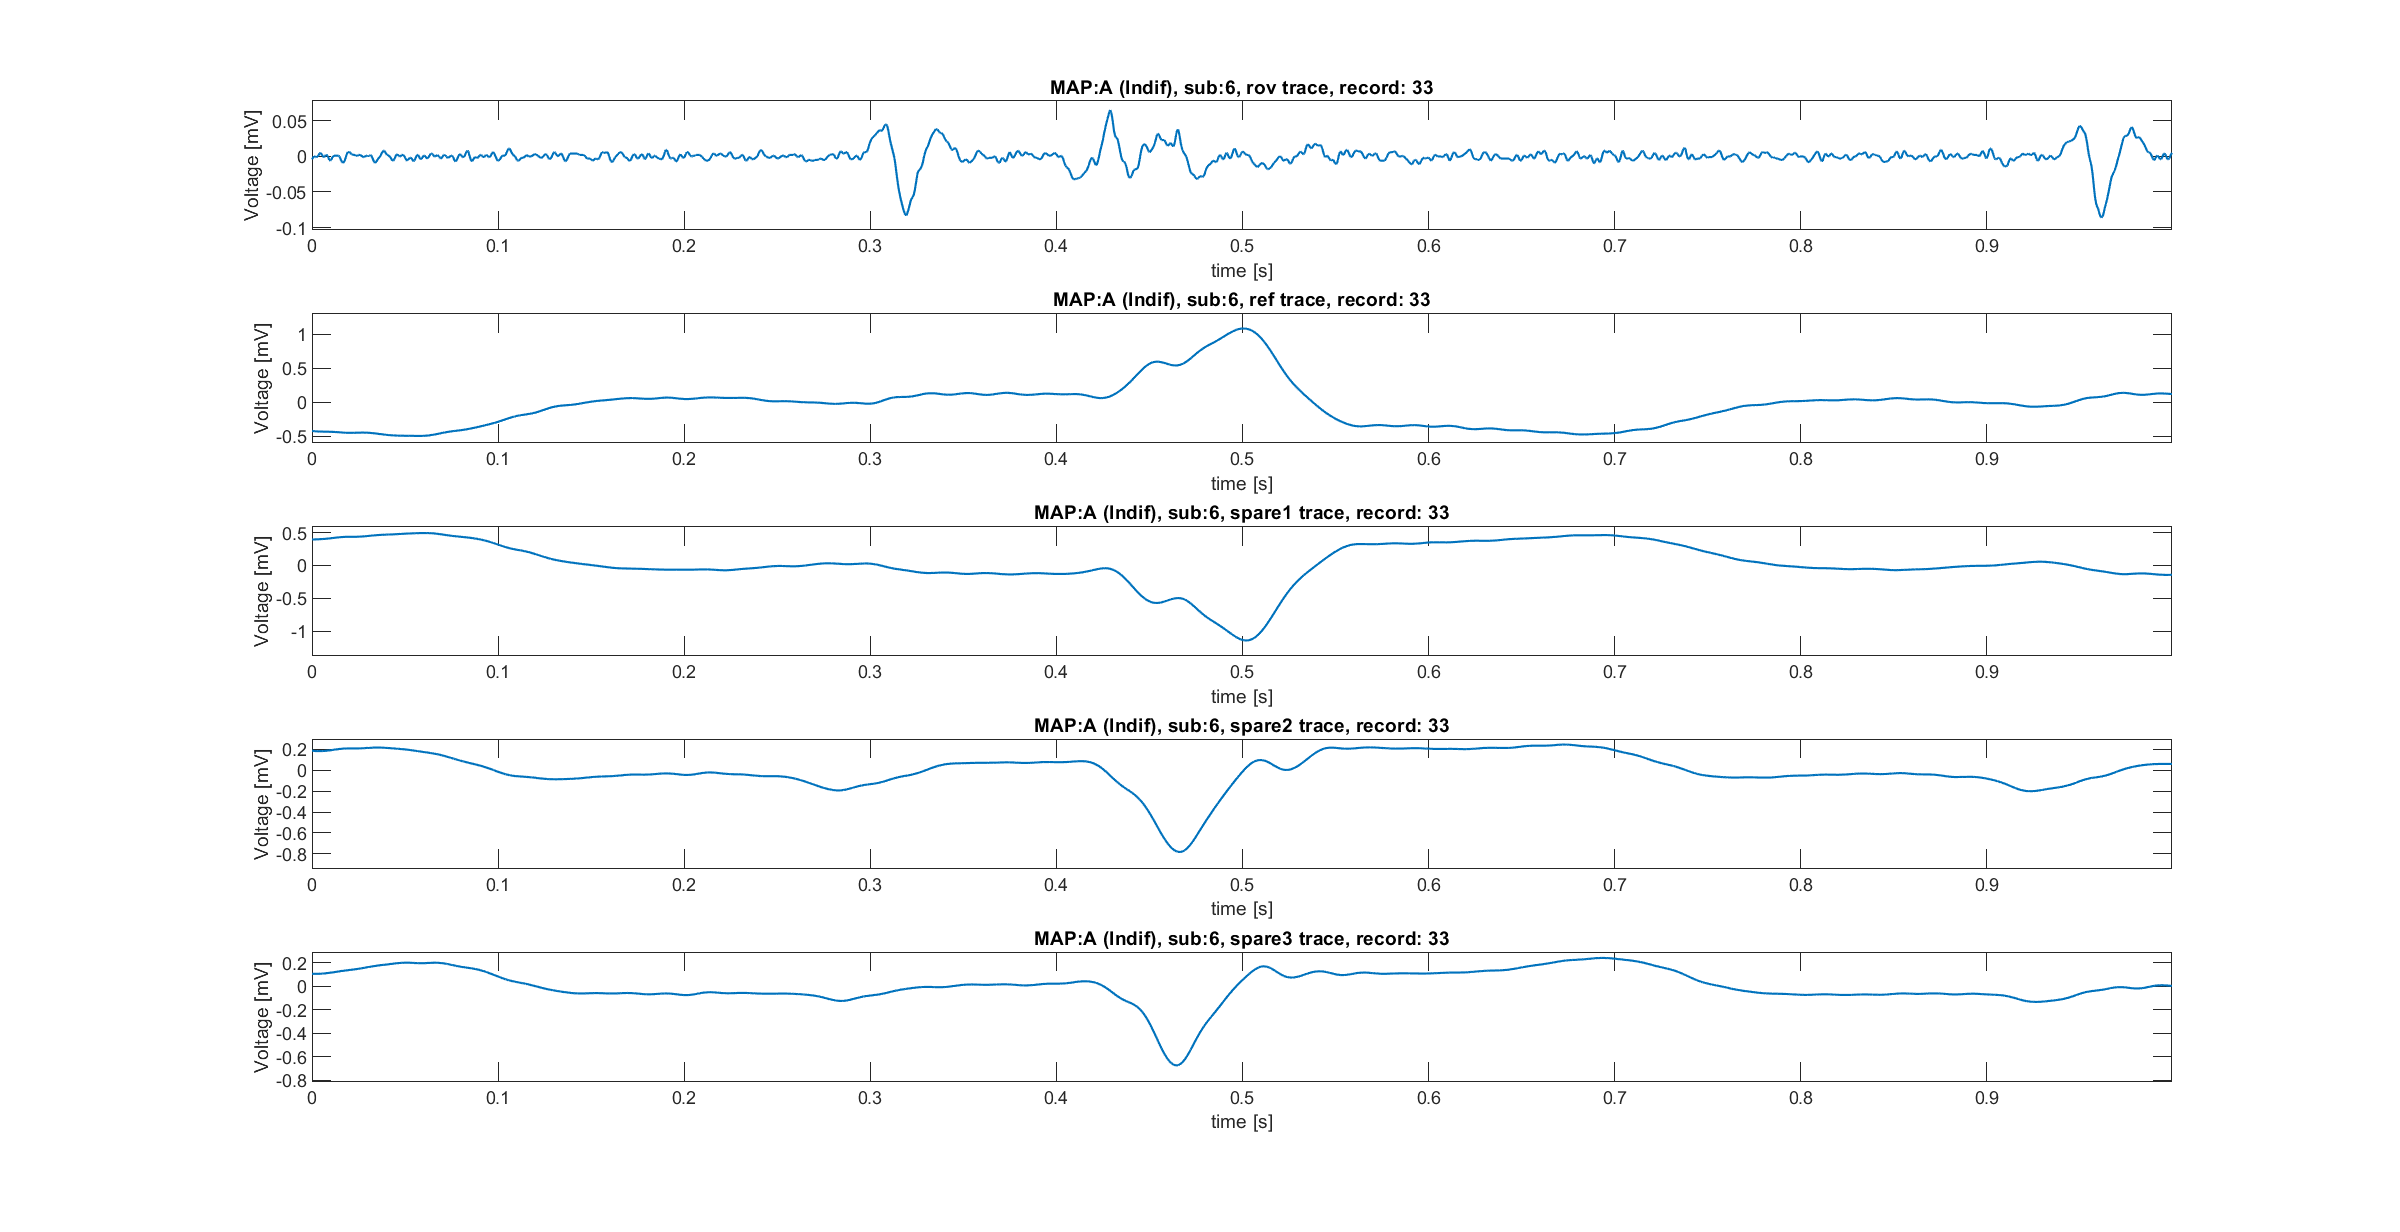 MAP:A (Indif), sub:6, rov trace, record: 33
Voltage [mV]
0.05
0
-0.05
-0.1
0 0.1 0.2 0.3 0.4 0.5 0.6 0.7 0.8 0.9
time [s]
MAP:A (Indif), sub:6, ref trace, record: 33
Voltage [mV]
1
0.5
0
-0.5
0 0.1 0.2 0.3 0.4 0.5 0.6 0.7 0.8 0.9
time [s]
MAP:A (Indif), sub:6, spare1 trace, record: 33
Voltage [mV]
0.5
0
-0.5
-1
0 0.1 0.2 0.3 0.4 0.5 0.6 0.7 0.8 0.9
time [s]
MAP:A (Indif), sub:6, spare2 trace, record: 33
Voltage [mV]
0.2
0
-0.2
-0.4
-0.6
-0.8
0 0.1 0.2 0.3 0.4 0.5 0.6 0.7 0.8 0.9
time [s]
MAP:A (Indif), sub:6, spare3 trace, record: 33
Voltage [mV]
0.2
0
-0.2
-0.4
-0.6
-0.8
0 0.1 0.2 0.3 0.4 0.5 0.6 0.7 0.8 0.9
time [s]